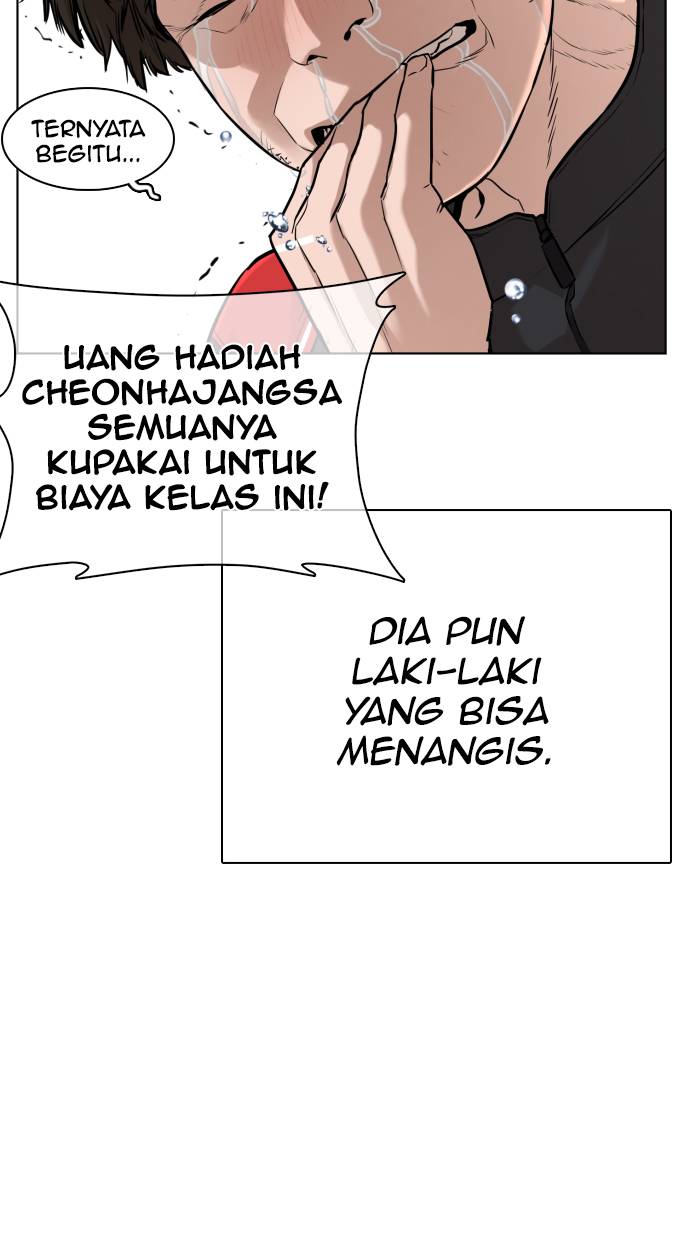 TERNYATA
BEGITU...
UANG HADIAH
CHEONHAJANGSA
SEMUANYA
KUPAKAI UNTUK
BIAYA KELAS INI!
DIA PUN
LAKI-LAKI
YANG BISA
MENANGIS.